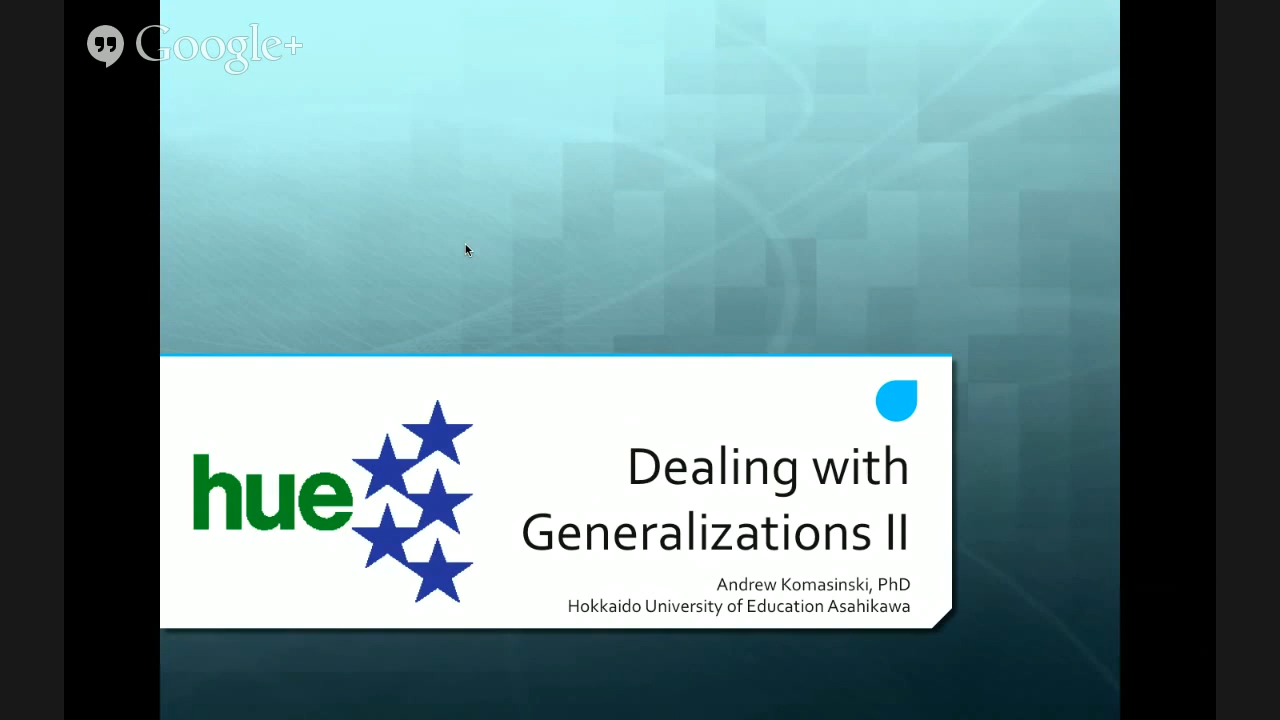 Google+
hue
Dealing with
Generalizations II
Andrew Komasinski, PhD
Hokkaido University of Education Asahikawa